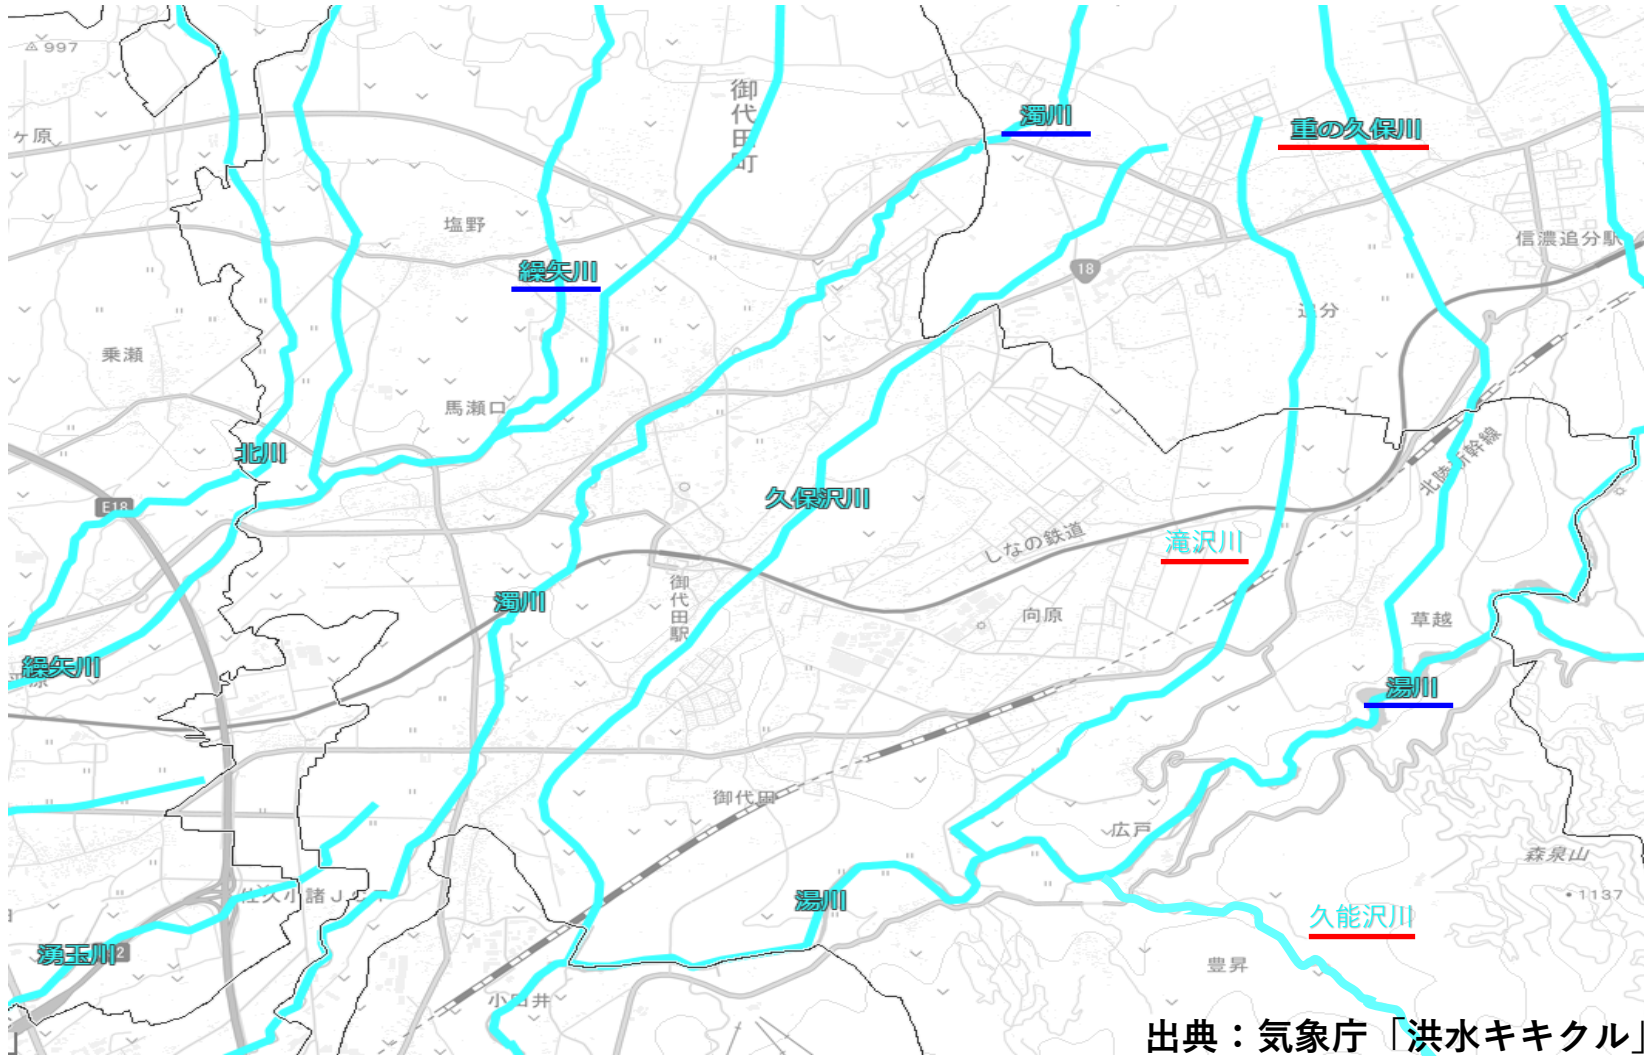 997
ヶ原
御代田町
濁川
重の久保川
塩野
信濃追分駅
繰矢川
18
追分
乗瀬
馬瀬口
北川
北陸新幹線
E18
久保沢川
しなの鉄道
滝沢川
御代田駅
濁川
向原
草越
繰矢川
平原
湯川
御代田
広戸
森泉山
1137
佐久小諸JCT
湯川
久能沢川
湧玉川
2
豊昇
小田井
出典：気象庁「洪水キキクル」